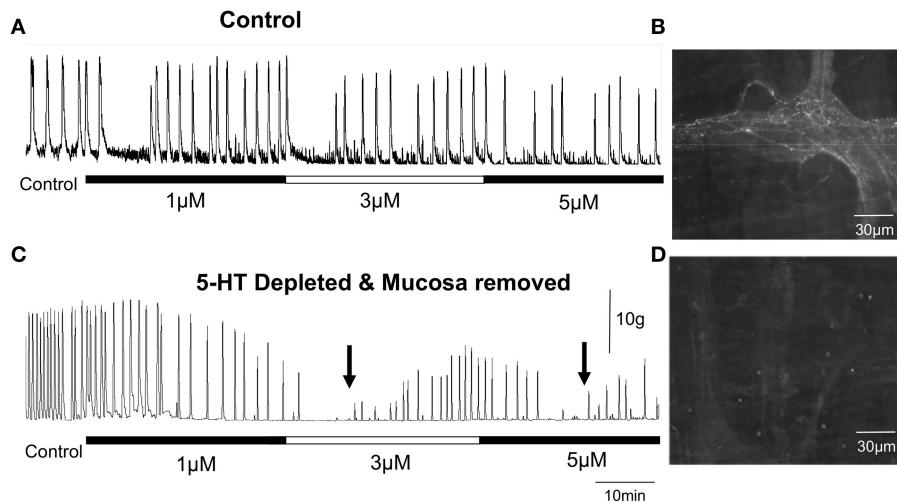 Control
A
B
Control
1µM
3µM
5µM
30µm
C
D
5-HT Depleted & Mucosa removed
10g
Control
1µM
3µM
5µM
30µm
10min